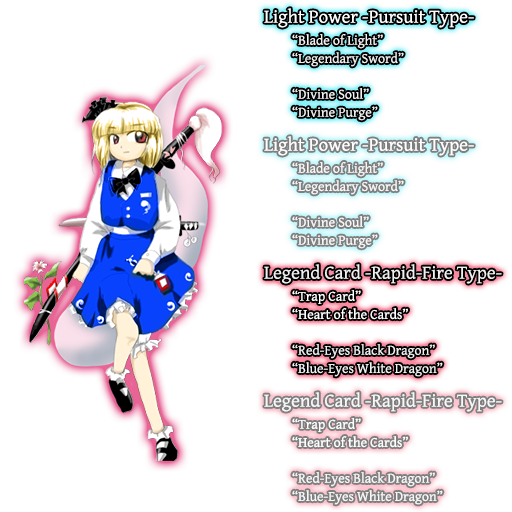 Light Power -Pursuit Type-
“Blade of Light”
“Legendary Sword”
“Divine Soul”
“Divine Purge”
Light Power -Pursuit Type-
“Blade of Light”
“Legendary Sword”
“Divine Soul”
“Divine Purge”
Legend Card -Rapid-Fire Type-
“Trap Card”
“Heart of the Cards”
“Red-Eyes Black Dragon”
“Blue-Eyes White Dragon”
Legend Card -Rapid-Fire Type-
“Trap Card”
“Heart of the Cards”
“Red-Eyes Black Dragon”
“Blue-Eyes White Dragon”